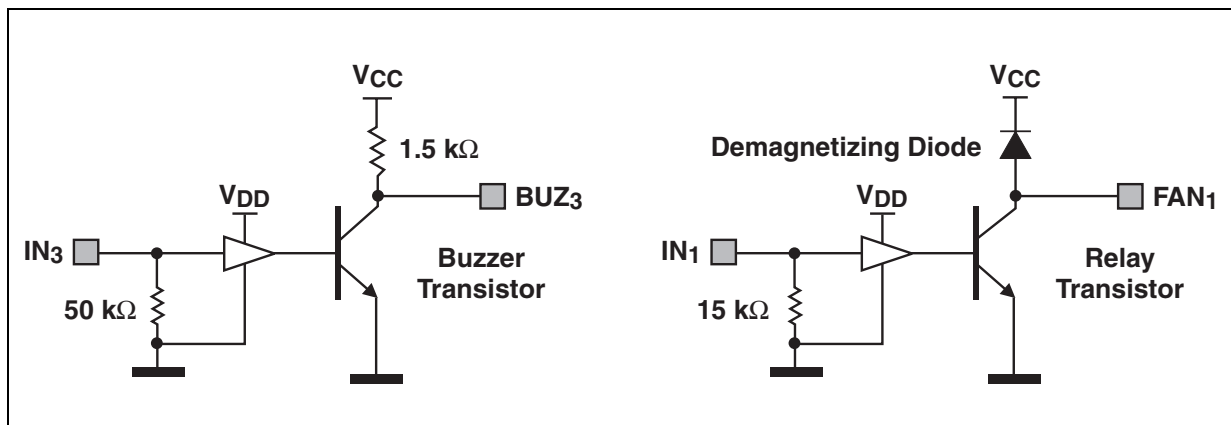 VCC
1.5 kΩ
VDD
BUZ3
IN3
Buzzer
Transistor
50 kΩ
VCC
Demagnetizing Diode
VDD
FAN1
IN1
Relay
Transistor
15 kΩ